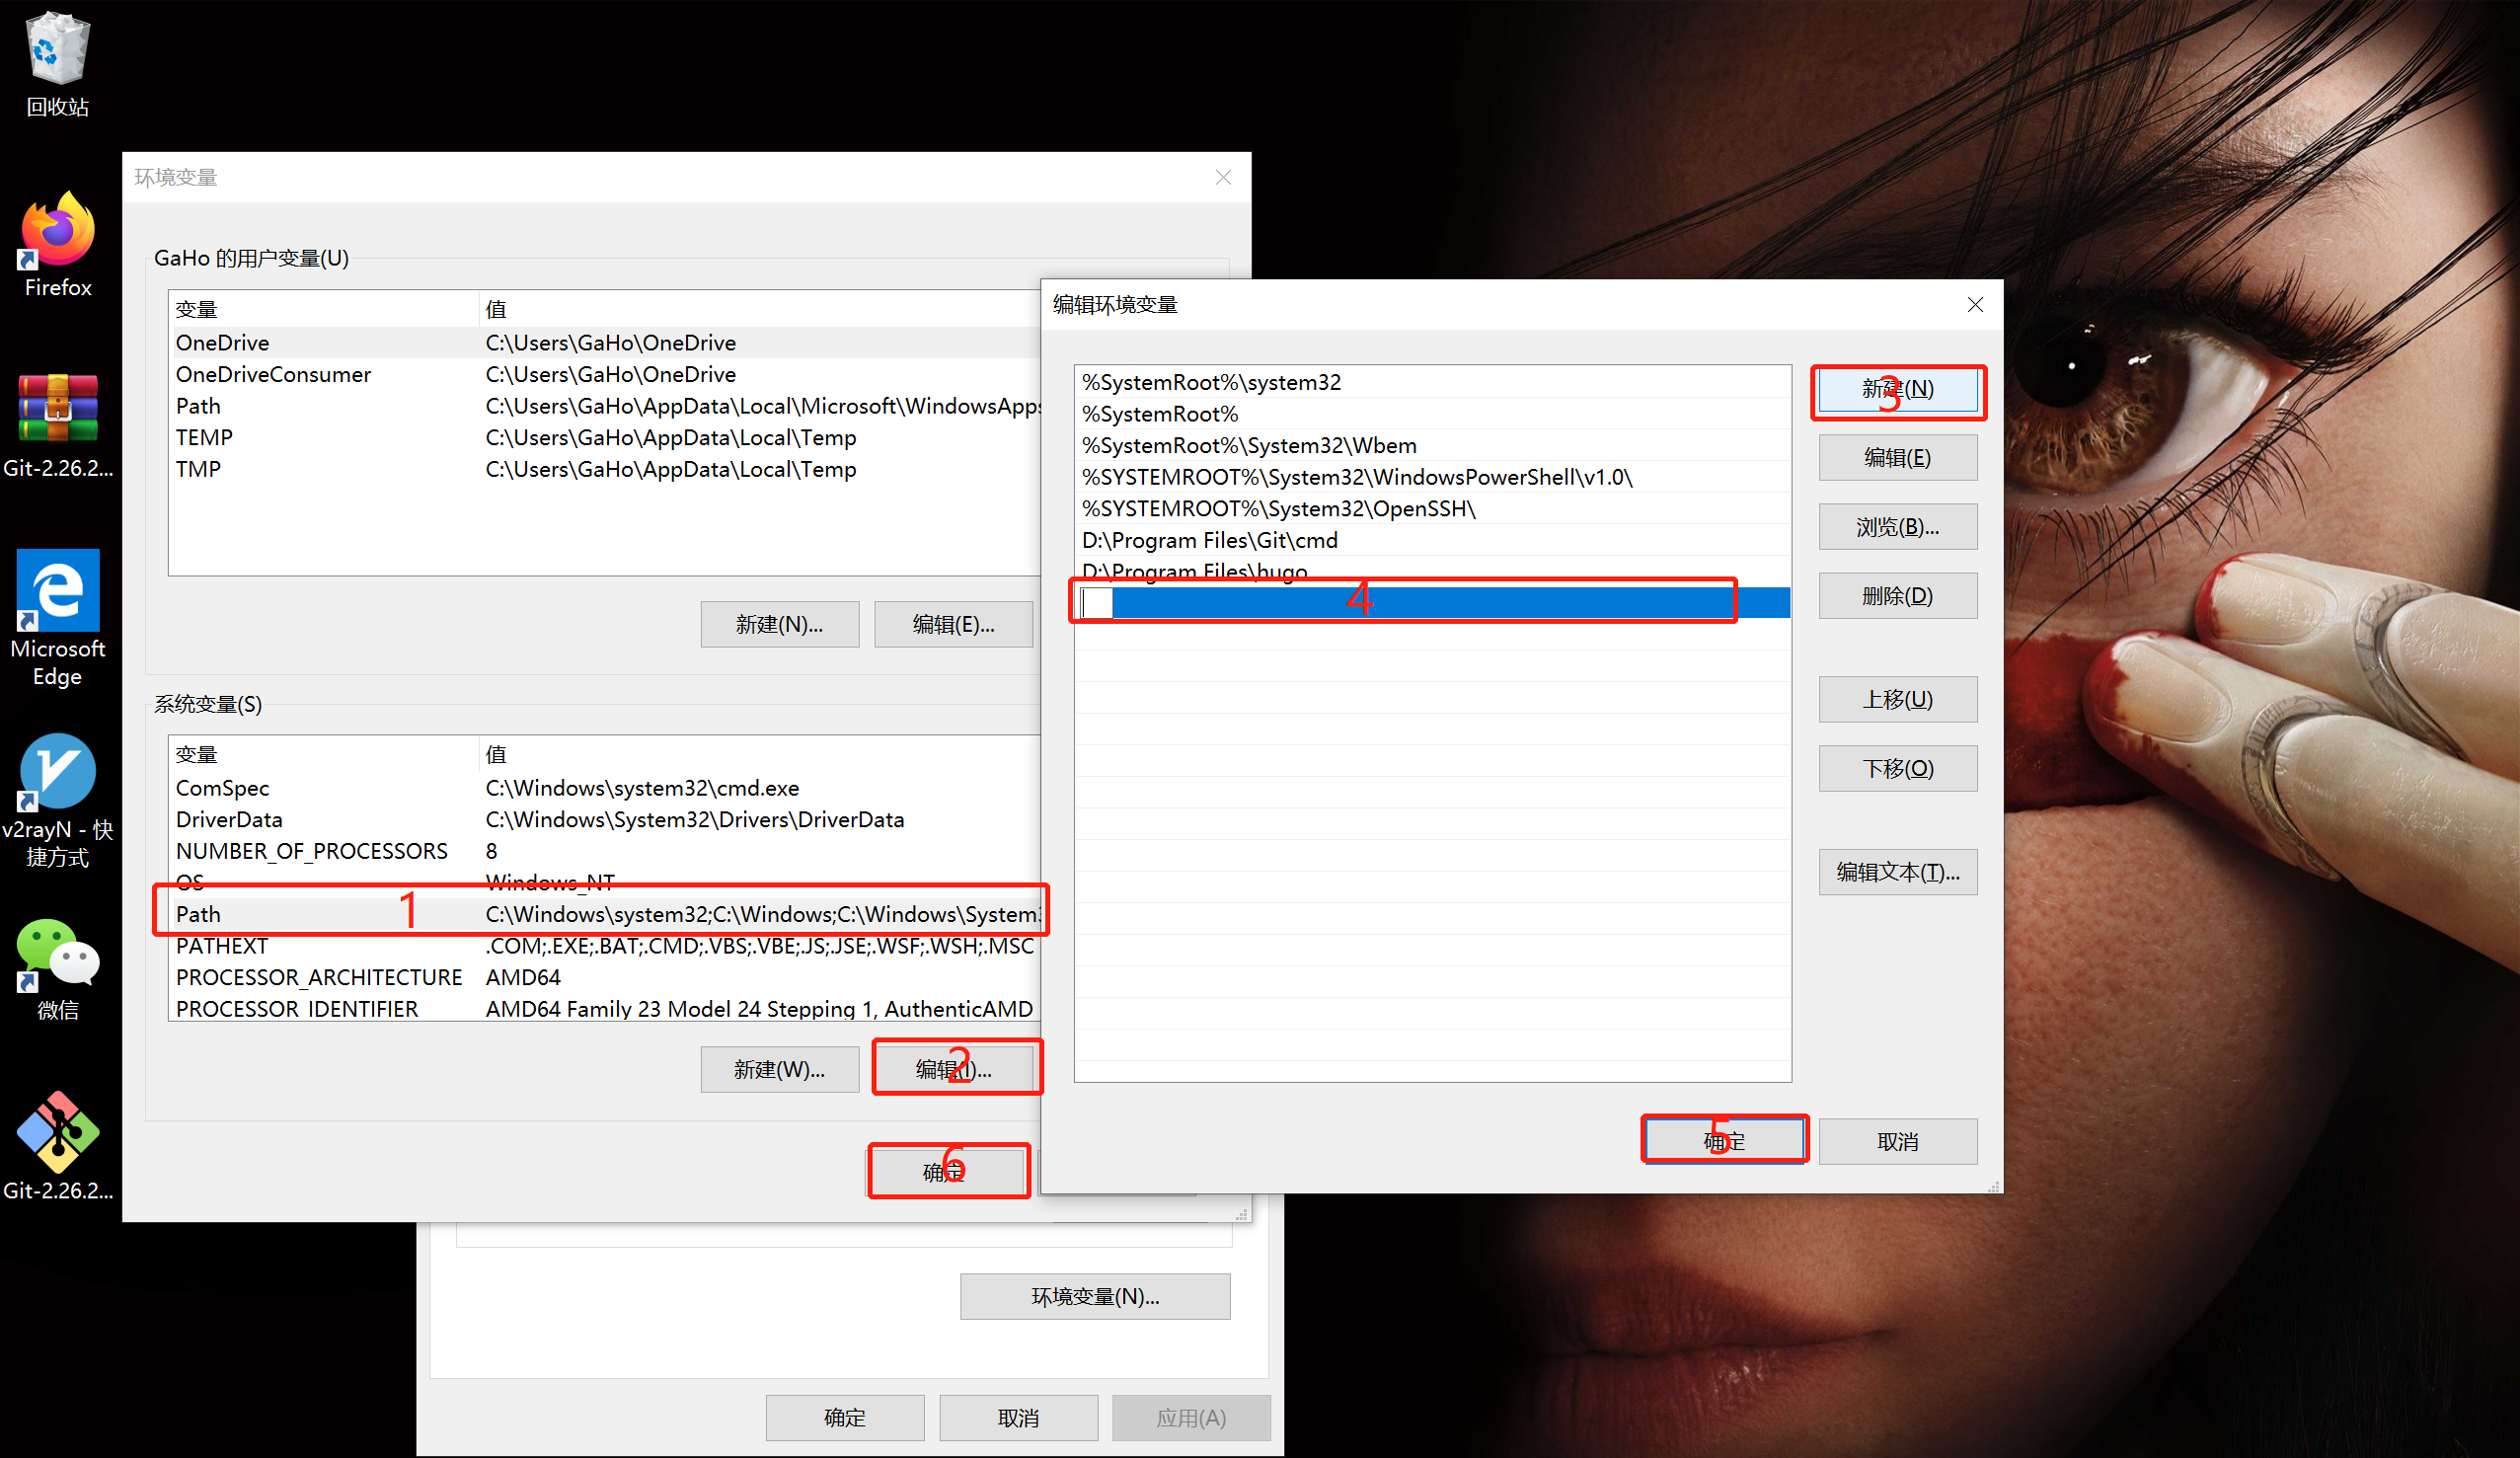 回收站
Firefox
Git-2.26.2...
Microsoft
Edge
v2rayN - 快
捷方式
微信
Git-2.26.2...
环境变量
GaHo 的用户变量(U)
变量 值
OneDrive C:\Users\GaHo\OneDrive
OneDriveConsumer C:\Users\GaHo\OneDrive
Path C:\Users\GaHo\AppData\Local\Microsoft\WindowsApps
TEMP C:\Users\GaHo\AppData\Local\Temp
TMP C:\Users\GaHo\AppData\Local\Temp
新建(N)... 编辑(E)...
系统变量(S)
变量 值
ComSpec C:\Windows\system32\cmd.exe
DriverData C:\Windows\System32\Drivers\DriverData
NUMBER_OF_PROCESSORS 8
OS Windows_NT
Path C:\Windows\system32;C:\Windows;C:\Windows\System3
1
PATHEXT .COM;.EXE;.BAT;.CMD;.VBS;.VBE;.JS;.JSE;.WSF;.WSH;.MSC
PROCESSOR_ARCHITECTURE AMD64
PROCESSOR_IDENTIFIER AMD64 Family 23 Model 24 Stepping 1, AuthenticAMD
新建(W)... 编辑(I)...
2
确定
6
编辑环境变量
%SystemRoot%\system32
%SystemRoot%
%SystemRoot%\System32\Wbem
%SYSTEMROOT%\System32\WindowsPowerShell\v1.0\
%SYSTEMROOT%\System32\OpenSSH\
D:\Program Files\Git\cmd
D:\Program Files\hugo
4
新建(N)
3
编辑(E)
浏览(B)...
删除(D)
上移(U)
下移(O)
编辑文本(T)...
确定 取消
5
环境变量(N)...
确定 取消 应用(A)